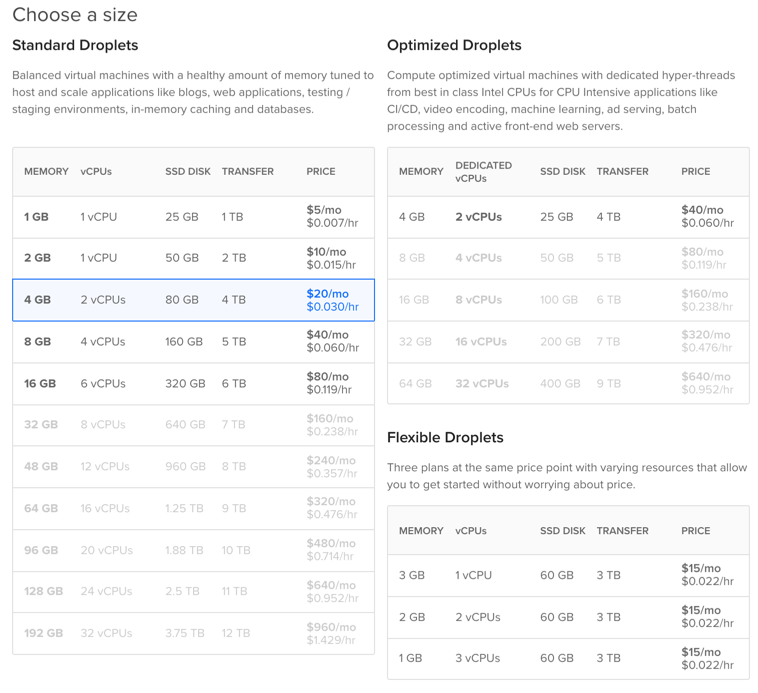 Choose a size
Standard Droplets
Balanced virtual machines with a healthy amount of memory tuned to
host and scale applications like blogs, web applications, testing /
staging environments, in-memory caching and databases.
MEMORY vCPUs SSD DISK TRANSFER PRICE
1 GB 1 vCPU 25 GB 1 TB $5/mo
$0.007/hr
2 GB 1 vCPU 50 GB 2 TB $10/mo
$0.015/hr
4 GB 2 vCPUs 80 GB 4 TB $20/mo
$0.030/hr
8 GB 4 vCPUs 160 GB 5 TB $40/mo
$0.060/hr
16 GB 6 vCPUs 320 GB 6 TB $80/mo
$0.119/hr
32 GB 8 vCPUs 640 GB 7 TB $160/mo
$0.238/hr
48 GB 12 vCPUs 960 GB 8 TB $240/mo
$0.357/hr
64 GB 16 vCPUs 1.25 TB 9 TB $320/mo
$0.476/hr
96 GB 20 vCPUs 1.88 TB 10 TB $480/mo
$0.714/hr
128 GB 24 vCPUs 2.5 TB 11 TB $640/mo
$0.952/hr
192 GB 32 vCPUs 3.75 TB 12 TB $960/mo
$1.429/hr
Optimized Droplets
Compute optimized virtual machines with dedicated hyper-threads
from best in class Intel CPUs for CPU Intensive applications like
CI/CD, video encoding, machine learning, ad serving, batch
processing and active front-end web servers.
MEMORY DEDICATED vCPUs SSD DISK TRANSFER PRICE
4 GB 2 vCPUs 25 GB 4 TB $40/mo
$0.060/hr
8 GB 4 vCPUs 50 GB 5 TB $80/mo
$0.119/hr
16 GB 8 vCPUs 100 GB 6 TB $160/mo
$0.238/hr
32 GB 16 vCPUs 200 GB 7 TB $320/mo
$0.476/hr
64 GB 32 vCPUs 400 GB 9 TB $640/mo
$0.952/hr
Flexible Droplets
Three plans at the same price point with varying resources that allow
you to get started without worrying about price.
MEMORY vCPUs SSD DISK TRANSFER PRICE
3 GB 1 vCPU 60 GB 3 TB $15/mo
$0.022/hr
2 GB 2 vCPUs 60 GB 3 TB $15/mo
$0.022/hr
1 GB 3 vCPUs 60 GB 3 TB $15/mo
$0.022/hr